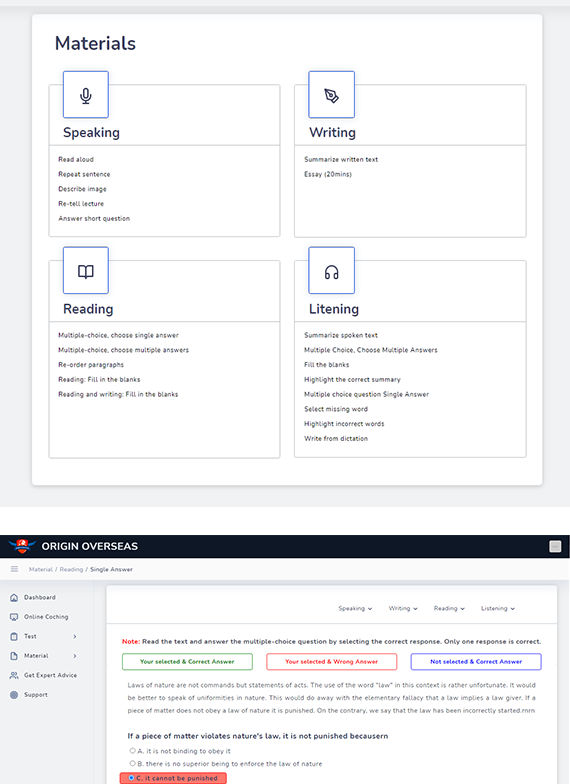 Materials
Speaking
Read aloud
Repeat sentence
Describe image
Re-tell lecture
Answer short question
Writing
Summarize written text
Essay (20mins)
Reading
Multiple-choice, choose single answer
Multiple-choice, choose multiple answers
Re-order paragraphs
Reading: Fill in the blanks
Reading and writing: Fill in the blanks
Litening
Summarize spoken text
Multiple Choice, Choose Multiple Answers
Fill the blanks
Highlight the correct summary
Multiple choice question Single Answer
Select missing word
Highlight incorrect words
Write from dictation
ORIGIN OVERSEAS
Material / Reading / Single Answer
Dashboard
Online Coching
Test
Material
Get Expert Advice
Support
Speaking Writing Reading Listening
Note: Read the text and answer the multiple-choice question by selecting the correct response. Only one response is correct.
Your selected & Correct Answer Your selected & Wrong Answer Not selected & Correct Answer
Laws of nature are not commands but statements of acts. The use of the word "law" in this context is rather unfortunate. It would
be better to speak of uniformities in nature. This would do away with the elementary fallacy that a law implies a law giver. If a
piece of matter does not obey a law of nature it is punished. On the contrary, we say that the law has been incorrectly started.rnrn
If a piece of matter violates nature's law, it is not punished becausern
A. it is not binding to obey it
B. there is no superior being to enforce the law of nature
C. it cannot be punished